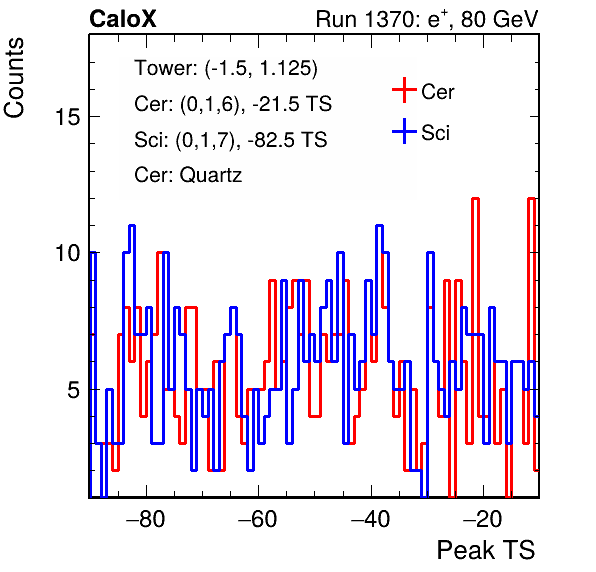 CaloX Run 1370: e⁺, 80 GeV
Counts
Tower: (-1.5, 1.125)
Cer: (0,1,6), -21.5 TS
Sci: (0,1,7), -82.5 TS
Cer: Quartz
Cer
Sci
15
10
5
−80 −60 −40 −20
Peak TS